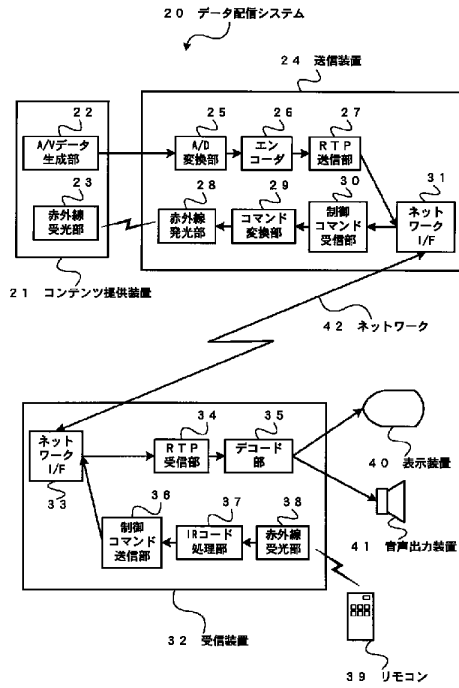 20 データ配信システム
24 送信装置
22
A/Vデータ
生成部
23
赤外線
受光部
21 コンテンツ提供装置
25
A/D
変換部
26
エン
コーダ
27
RTP
送信部
28
赤外線
発光部
29
コマンド
変換部
30
制御
コマンド
受信部
31
ネット
ワーク
I/F
42 ネットワーク
ネット
ワーク
I/F
33
34
RTP
受信部
35
デコード
部
36
制御
コマンド
送信部
37
IRコード
処理部
38
赤外線
受光部
32 受信装置
40 表示装置
41 音声出力装置
39 リモコン